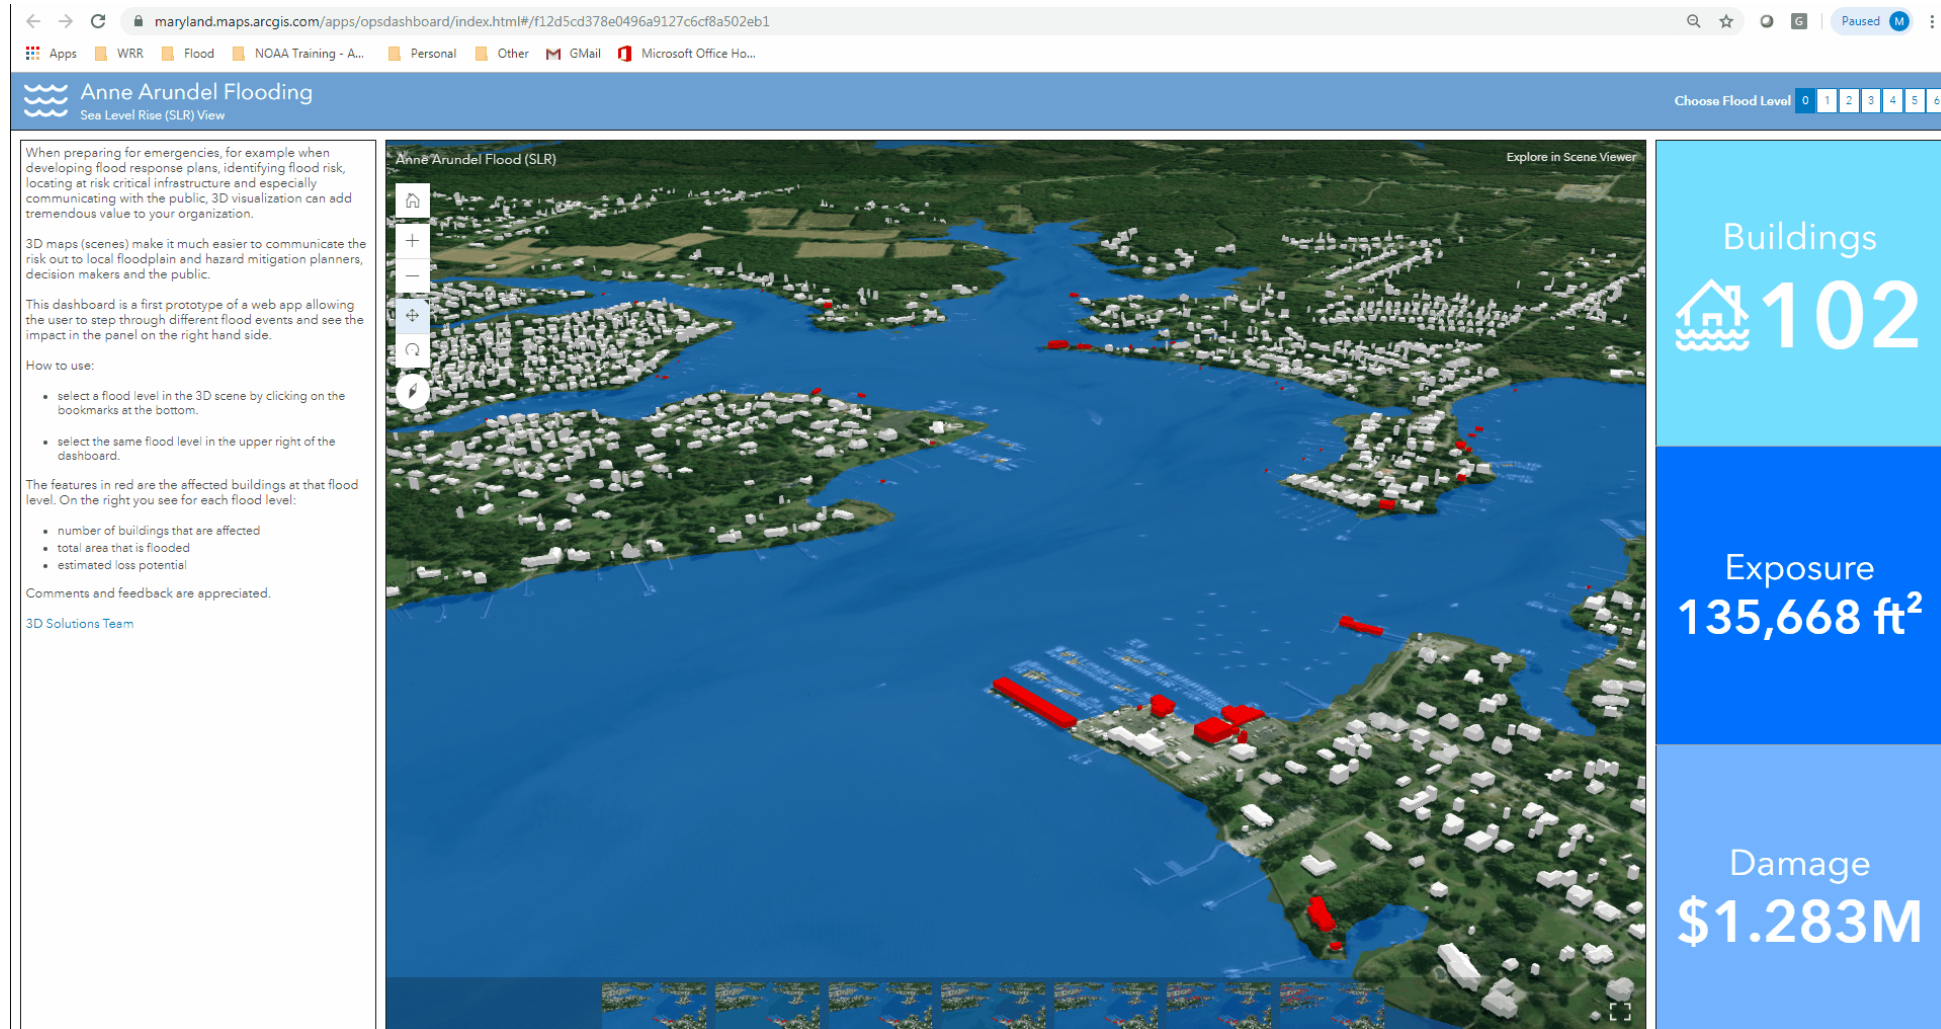 maryland.maps.arcgis.com/apps/opsdashboard/index.html#/f12d5cd378e0496a9127c6cf8a502eb1
G
Paused M
Apps WRR Flood NOAA Training - A... Personal Other GMail Microsoft Office Ho...
Anne Arundel Flooding
Sea Level Rise (SLR) View
Choose Flood Level 0 1 2 3 4 5 6
When preparing for emergencies, for example when
developing flood response plans, identifying flood risk,
locating at risk critical infrastructure and especially
communicating with the public, 3D visualization can add
tremendous value to your organization.
3D maps (scenes) make it much easier to communicate the
risk out to local floodplain and hazard mitigation planners,
decision makers and the public.
This dashboard is a first prototype of a web app allowing
the user to step through different flood events and see the
impact in the panel on the right hand side.
How to use:
• select a flood level in the 3D scene by clicking on the
bookmarks at the bottom.
• select the same flood level in the upper right of the
dashboard.
The features in red are the affected buildings at that flood
level. On the right you see for each flood level:
• number of buildings that are affected
• total area that is flooded
• estimated loss potential
Comments and feedback are appreciated.
3D Solutions Team
Anne Arundel Flood (SLR)
Explore in Scene Viewer
Buildings
102
Exposure
135,668 ft²
Damage
$1.283M